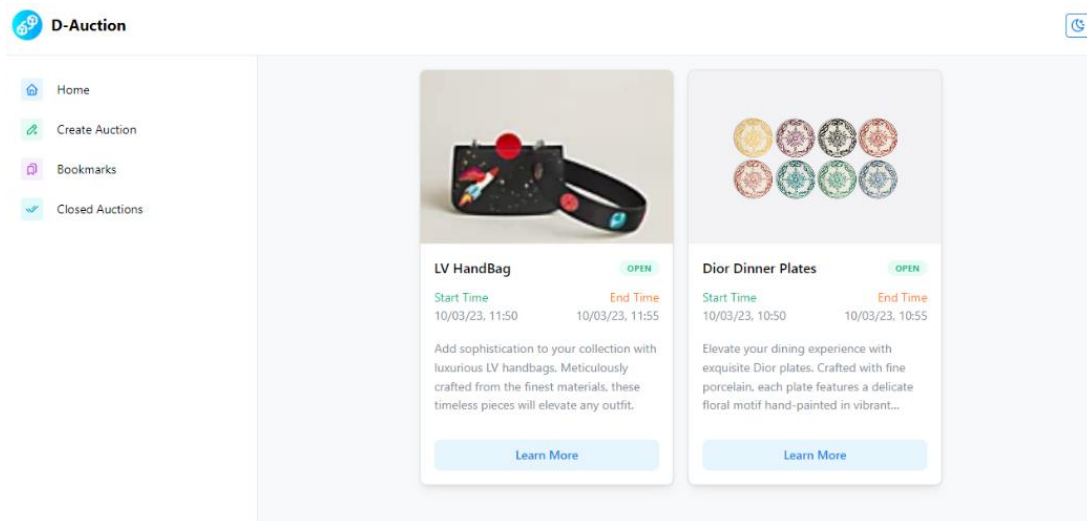 D-Auction
Home
Create Auction
Bookmarks
Closed Auctions
LV HandBag
OPEN
Start Time
End Time
10/03/23, 11:50
10/03/23, 11:55
Add sophistication to your collection with
luxurious LV handbags. Meticulously
crafted from the finest materials, these
timeless pieces will elevate any outfit.
Learn More
Dior Dinner Plates
OPEN
Start Time
End Time
10/03/23, 10:50
10/03/23, 10:55
Elevate your dining experience with
exquisite Dior plates. Crafted with fine
porcelain, each plate features a delicate
floral motif hand-painted in vibrant...
Learn More